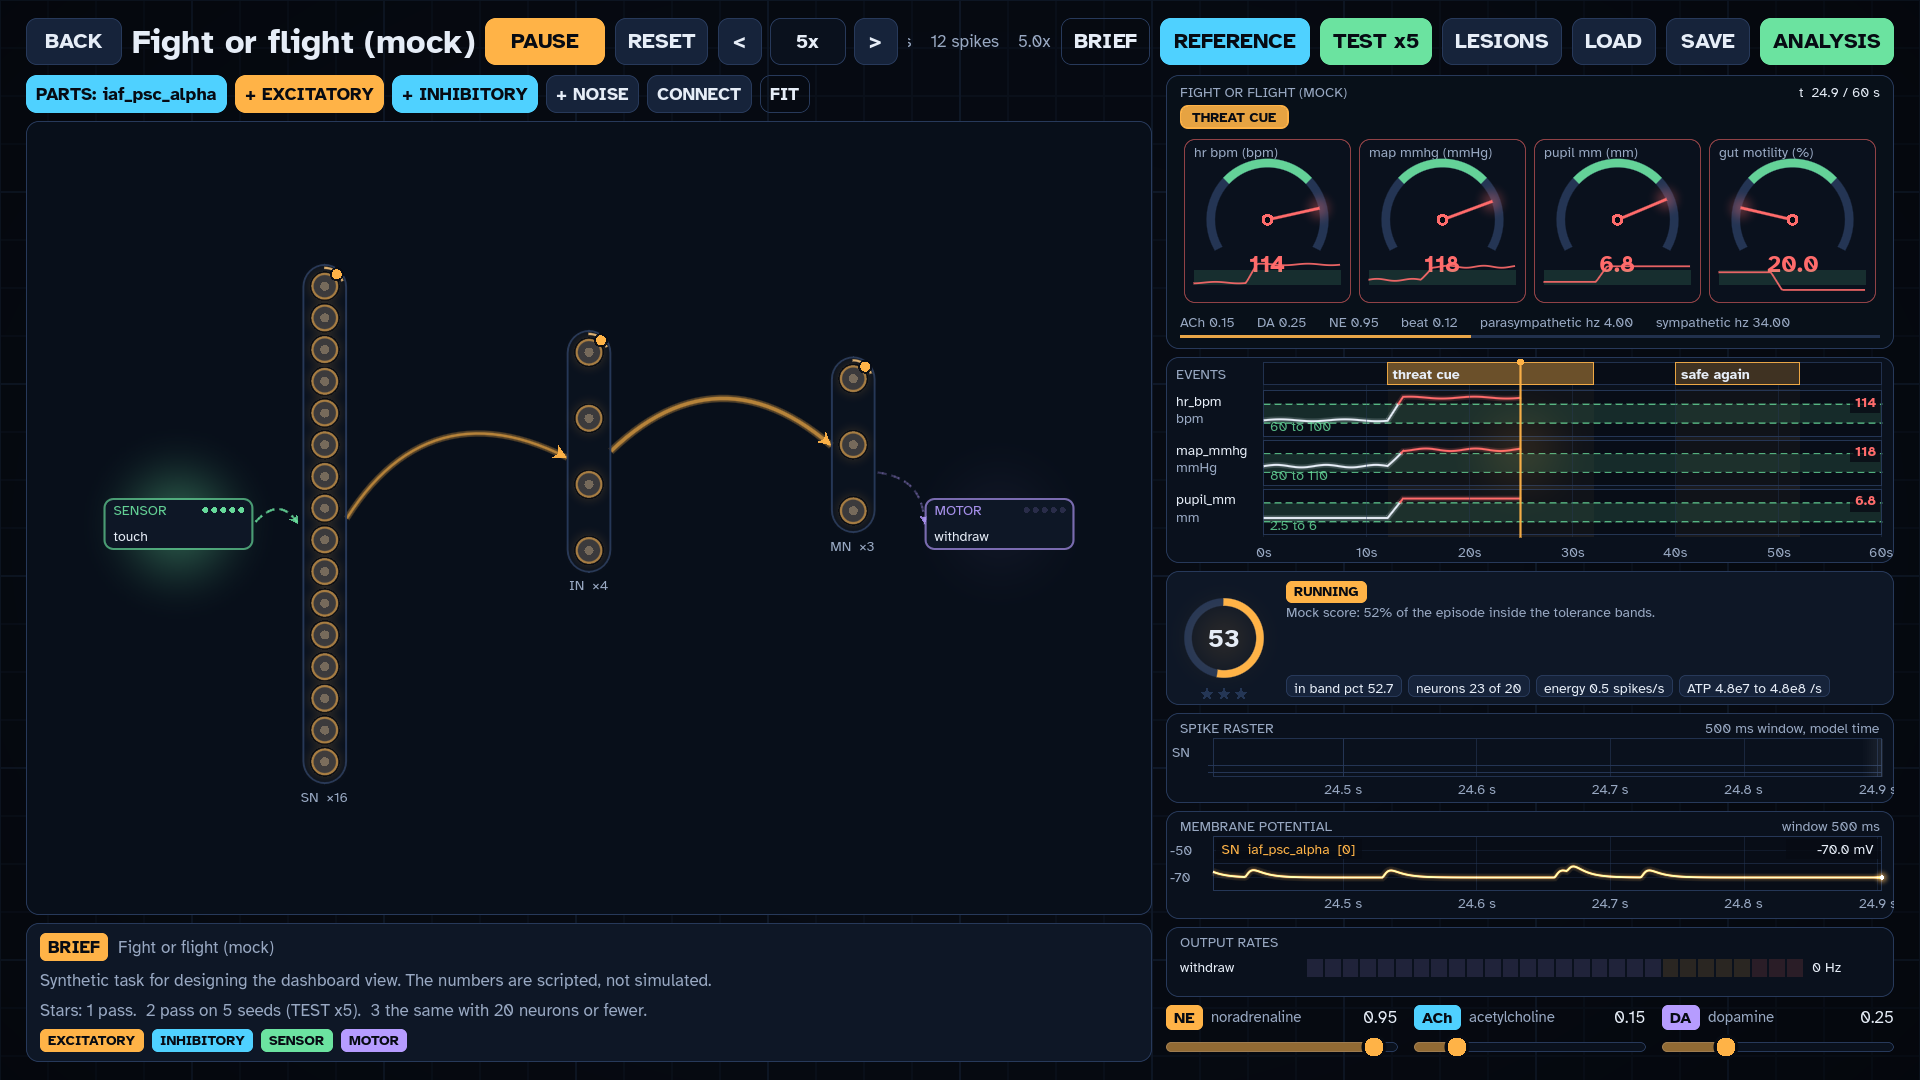 BACK Fight or flight (mock) PAUSE RESET < 5x > 12 spikes 5.0x BRIEF REFERENCE TEST x5 LESIONS LOAD SAVE ANALYSIS
PARTS: iaf_psc_alpha + EXCITATORY + INHIBITORY + NOISE CONNECT FIT
SENSOR
touch
SN ×16
IN ×4
MN ×3
MOTOR
withdraw
BRIEF Fight or flight (mock)
Synthetic task for designing the dashboard view. The numbers are scripted, not simulated.
Stars: 1 pass. 2 pass on 5 seeds (TEST x5). 3 the same with 20 neurons or fewer.
EXCITATORY INHIBITORY SENSOR MOTOR
FIGHT OR FLIGHT (MOCK) t 24.9 / 60 s
THREAT CUE
hr bpm (bpm) map mmhg (mmHg) pupil mm (mm) gut motility (%)
114 118 6.8 20.0
ACh 0.15 DA 0.25 NE 0.95 beat 0.12 parasympathetic hz 4.00 sympathetic hz 34.00
EVENTS threat cue safe again
hr_bpm 114
bpm 60 to 100
map_mmhg 118
mmHg 80 to 110
pupil_mm 6.8
mm 2.5 to 6
0s 10s 20s 30s 40s 50s 60s
RUNNING
Mock score: 52% of the episode inside the tolerance bands.
53
in band pct 52.7 neurons 23 of 20 energy 0.5 spikes/s ATP 4.8e7 to 4.8e8 /s
SPIKE RASTER 500 ms window, model time
SN
24.5 s 24.6 s 24.7 s 24.8 s 24.9 s
MEMBRANE POTENTIAL window 500 ms
-50 SN iaf_psc_alpha [0] -70.0 mV
-70
24.5 s 24.6 s 24.7 s 24.8 s 24.9 s
OUTPUT RATES
withdraw 0 Hz
NE noradrenaline 0.95 ACh acetylcholine 0.15 DA dopamine 0.25